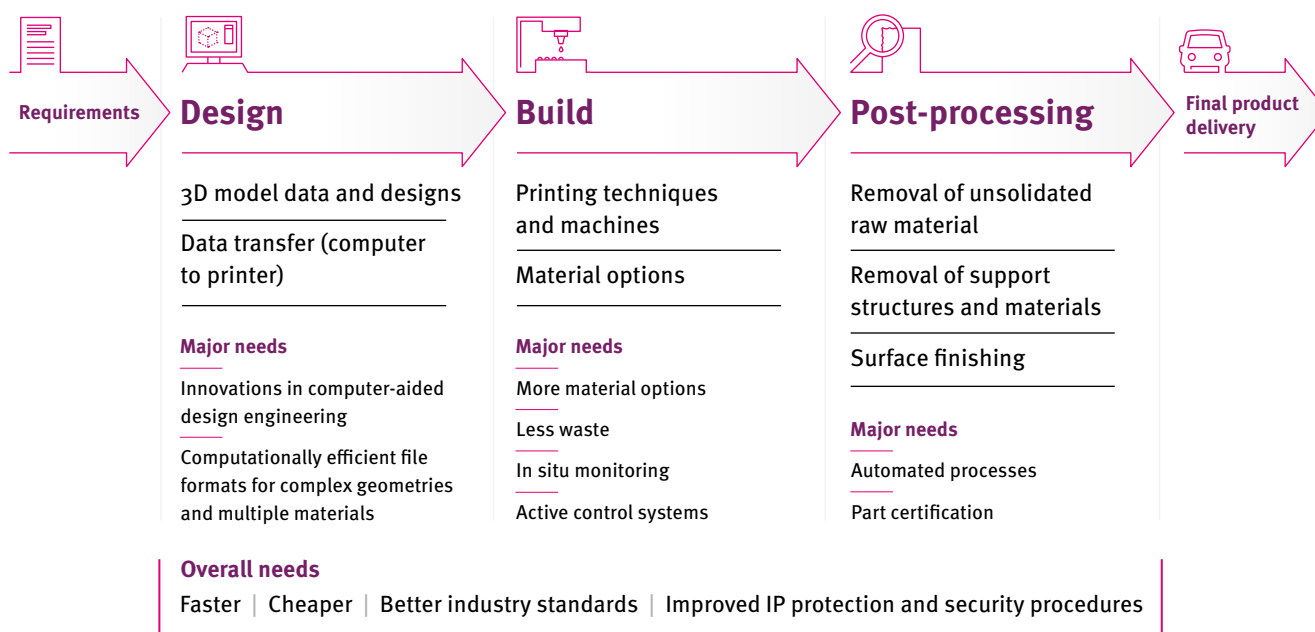 Requirements
Design
3D model data and designs
Data transfer (computer
to printer)
Major needs
Innovations in computer-aided
design engineering
Computationally efficient file
formats for complex geometries
and multiple materials
Build
Printing techniques
and machines
Material options
Major needs
More material options
Less waste
In situ monitoring
Active control systems
Post-processing
Removal of unsolidated
raw material
Removal of support
structures and materials
Surface finishing
Major needs
Automated processes
Part certification
Final product
delivery
Overall needs
Faster | Cheaper | Better industry standards | Improved IP protection and security procedures